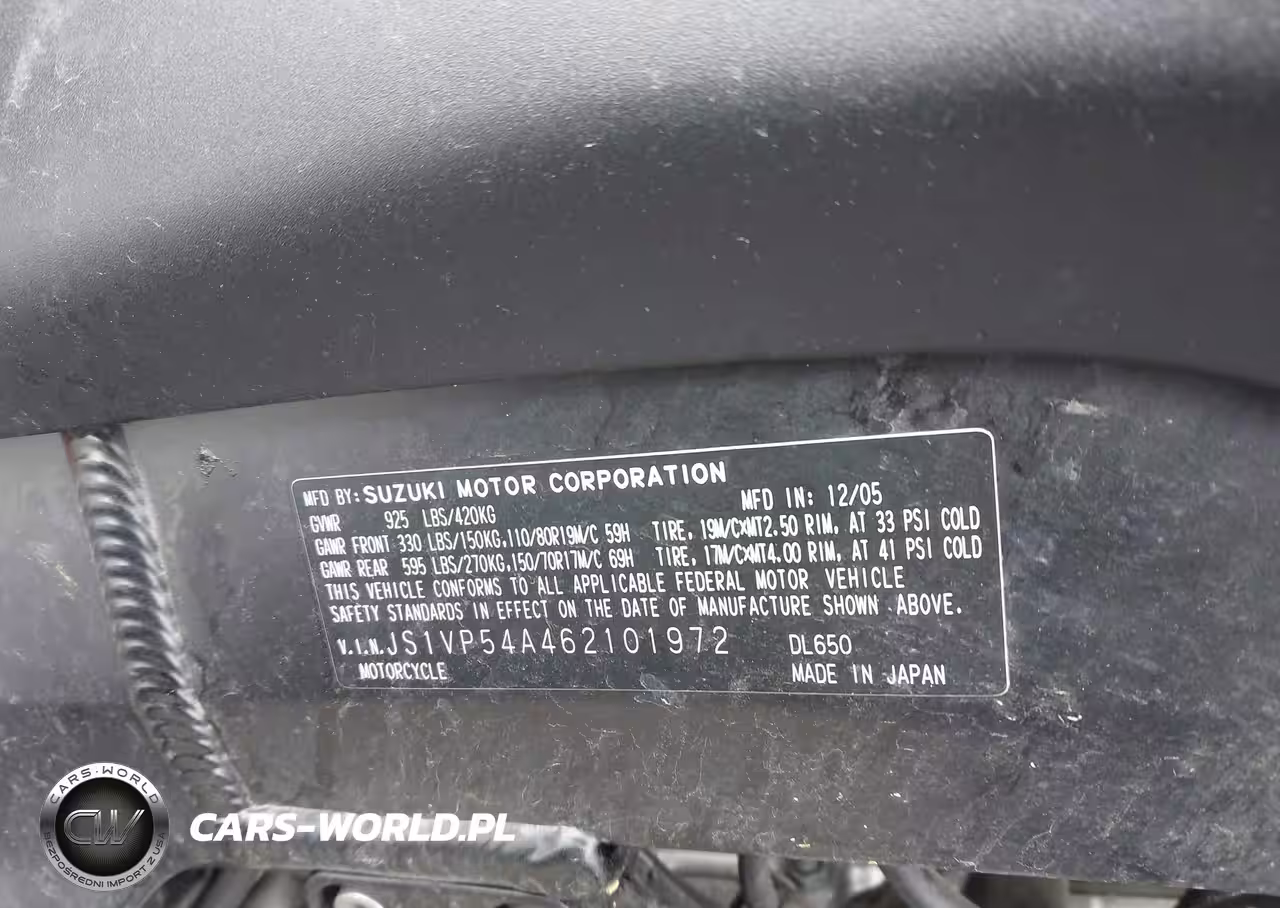 MFD BY: SUZUKI MOTOR CORPORATION
MFD IN: 12/05
GVWR 925 LBS/420KG
GAWR FRONT 330 LBS/150KG,110/80R19M/C 59H TIRE, 19M/CXMT2.50 RIM, AT 33 PSI COLD
GAWR REAR 595 LBS/270KG,150/70R17M/C 69H TIRE, 17M/CXMT4.00 RIM, AT 41 PSI COLD
THIS VEHICLE CONFORMS TO ALL APPLICABLE FEDERAL MOTOR VEHICLE
SAFETY STANDARDS IN EFFECT ON THE DATE OF MANUFACTURE SHOWN ABOVE.
V.I.N. JS1VP54A462101972 DL650
MOTORCYCLE MADE IN JAPAN
CARS-WORLD
CW
BEZPOŚREDNI IMPORT Z USA
CARS-WORLD.PL